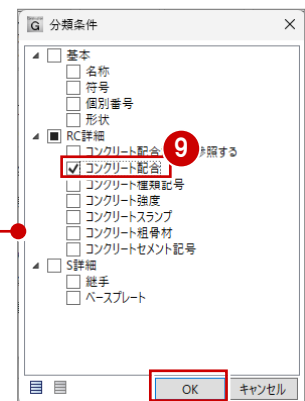 G 分類条件
基本
名称
符号
個別番号
形状
RC詳細
コンクリート配合 参照する
9
コンクリート配合
コンクリート種類記号
コンクリート強度
コンクリートスランプ
コンクリート粗骨材
コンクリートセメント記号
S詳細
継手
ベースプレート
OK キャンセル